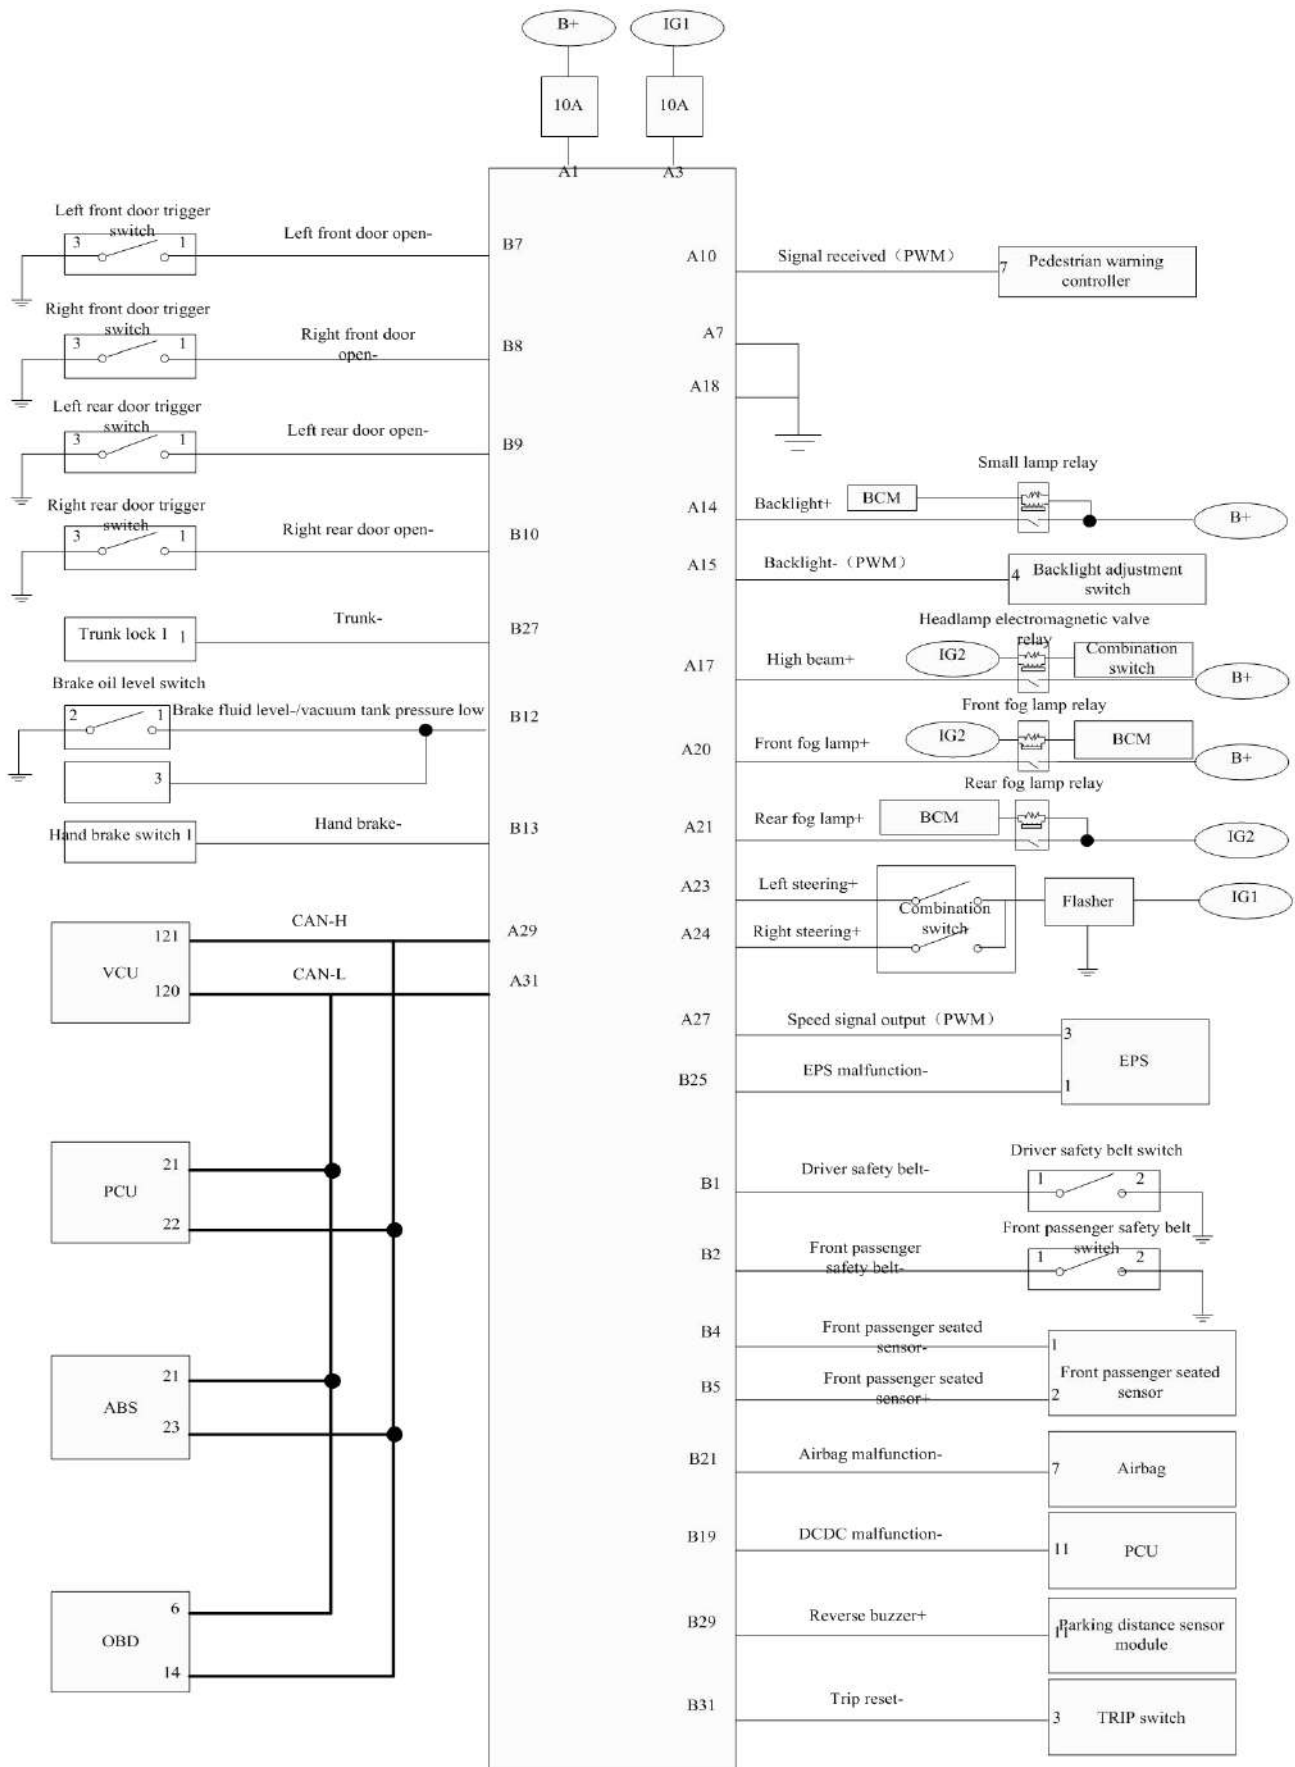 B+
IG1
10A
10A
A1
A3
Left front door trigger
switch
3
1
Left front door open-
B7
Right front door trigger
switch
3
1
Right front door
open-
B8
Left rear door trigger
switch
3
1
Left rear door open-
B9
Right rear door trigger
switch
3
1
Right rear door open-
B10
Trunk lock 1
1
Trunk-
B27
Brake oil level switch
2
1
Brake fluid level-/vacuum tank pressure low
B12
3
Hand brake switch 1
Hand brake-
B13
VCU
121
CAN-H
A29
120
CAN-L
A31
PCU
21
22
ABS
21
23
OBD
6
14
A10
Signal received（PWM）
7
Pedestrian warning
controller
A7
A18
Small lamp relay
A14
Backlight+
BCM
B+
A15
Backlight-（PWM）
4
Backlight adjustment
switch
Headlamp electromagnetic valve
relay
A17
High beam+
IG2
Combination
switch
B+
Front fog lamp relay
A20
Front fog lamp+
IG2
BCM
B+
Rear fog lamp relay
A21
Rear fog lamp+
BCM
IG2
A23
Left steering+
Combination
switch
Flasher
IG1
A24
Right steering+
A27
Speed signal output（PWM）
3
EPS
B25
EPS malfunction-
1
Driver safety belt switch
B1
Driver safety belt-
1
2
Front passenger safety belt
switch
B2
Front passenger
safety belt-
1
2
B4
Front passenger seated
sensor-
1
Front passenger seated
sensor
B5
Front passenger seated
sensor+
2
B21
Airbag malfunction-
7
Airbag
B19
DCDC malfunction-
11
PCU
B29
Reverse buzzer+
11
Parking distance sensor
module
B31
Trip reset-
3
TRIP switch